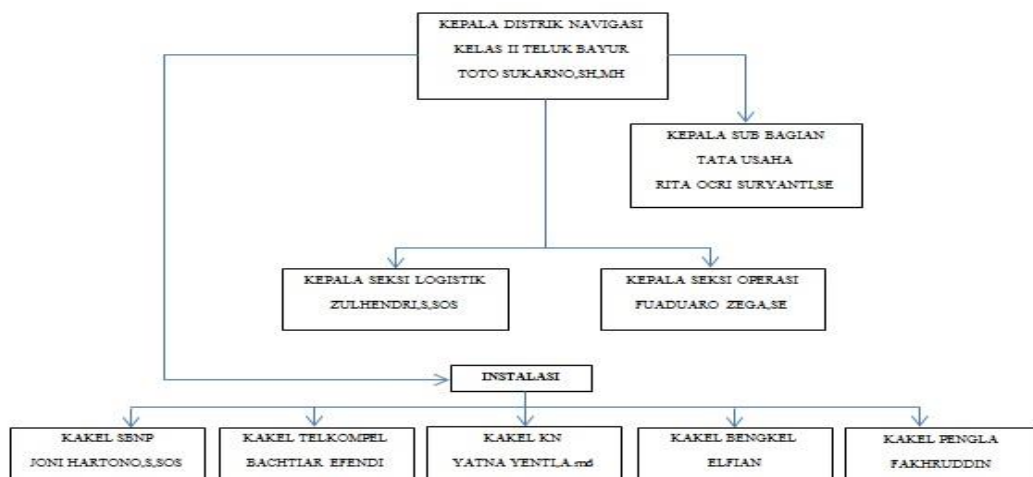 KEPALA DISTRIK NAVIGASI
KELAS II TELUK BAYUR
TOTO SUKARNO,SH,MH
KEPALA SUB BAGIAN
TATA USAHA
RITA OCRI SURYANTI,SE
KEPALA SEKSI LOGISTIK
ZULHENDRI,S,SOS
KEPALA SEKSI OPERASI
FUADUARO ZEGA,SE
INSTALASI
KAKEL SBNP
JONI HARTONO,S,SOS
KAKEL TELKOMPEL
BACHTIAR EFENDI
KAKEL KN
YATNA YENTI,A.md
KAKEL BENGKEL
ELFIAN
KAKEL PENGLA
FAKHRUDDIN